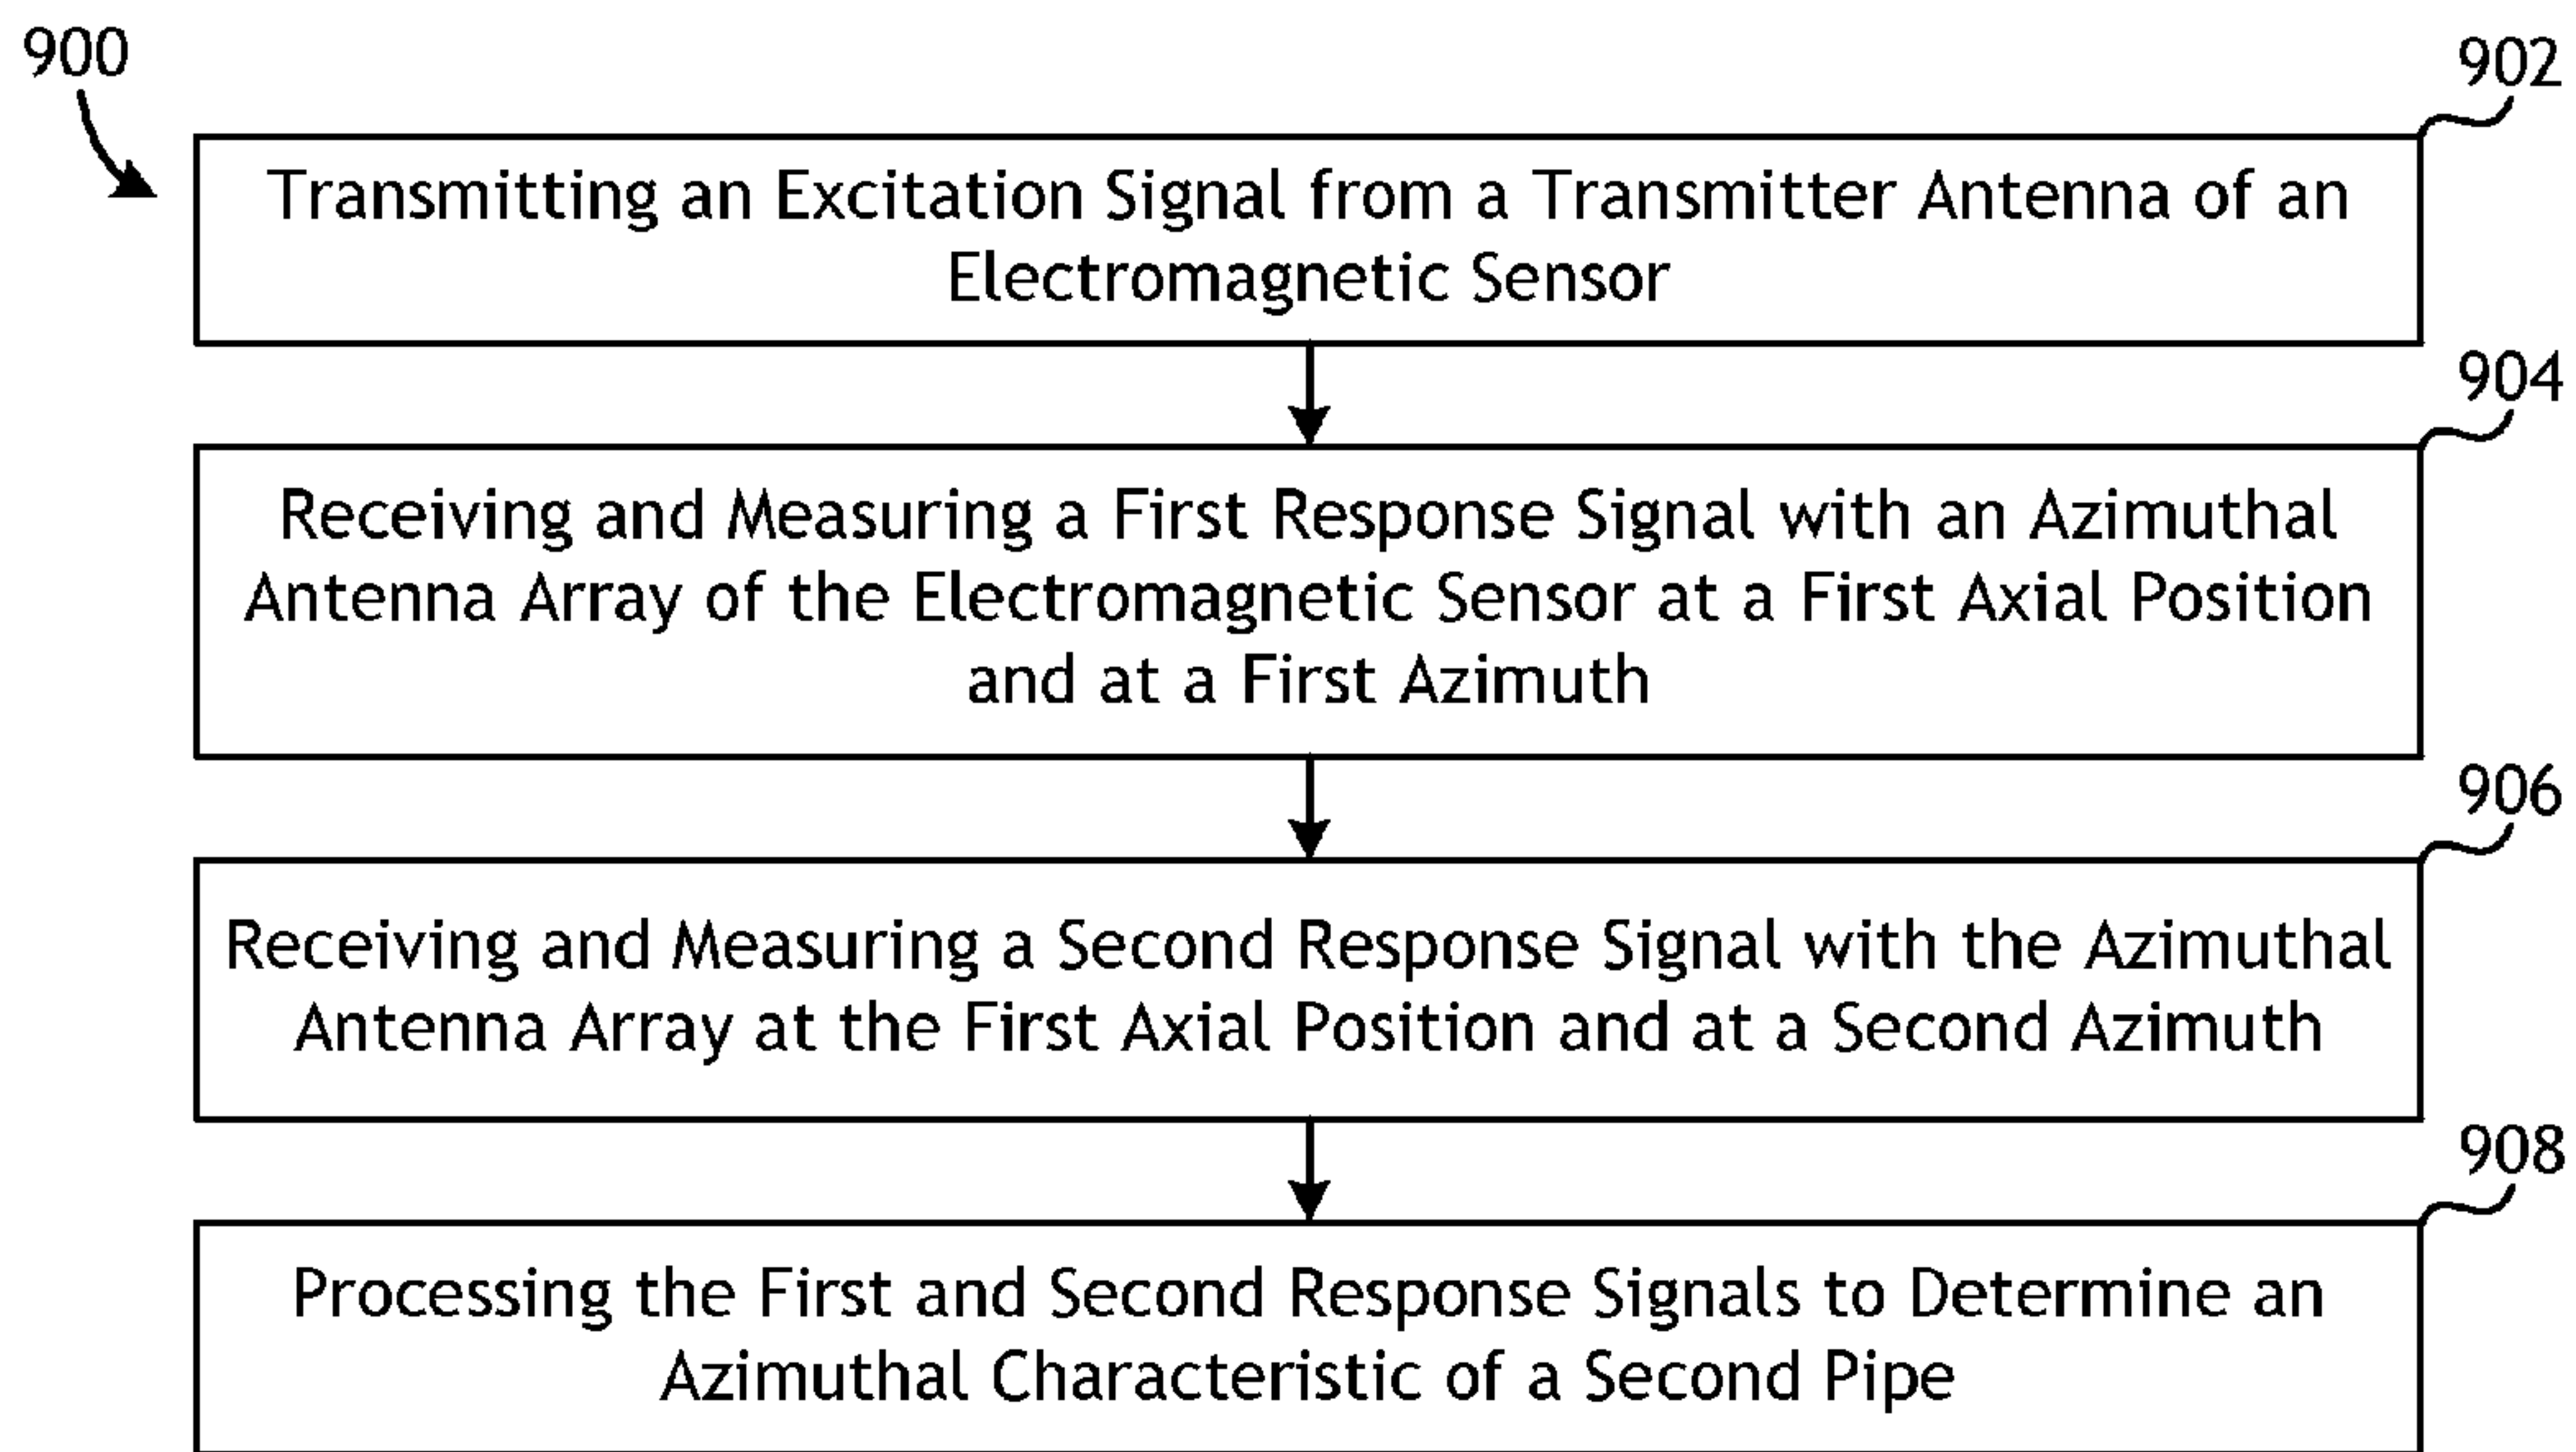 900
902
Transmitting an Excitation Signal from a Transmitter Antenna of an
Electromagnetic Sensor
904
Receiving and Measuring a First Response Signal with an Azimuthal
Antenna Array of the Electromagnetic Sensor at a First Axial Position
and at a First Azimuth
906
Receiving and Measuring a Second Response Signal with the Azimuthal
Antenna Array at the First Axial Position and at a Second Azimuth
908
Processing the First and Second Response Signals to Determine an
Azimuthal Characteristic of a Second Pipe